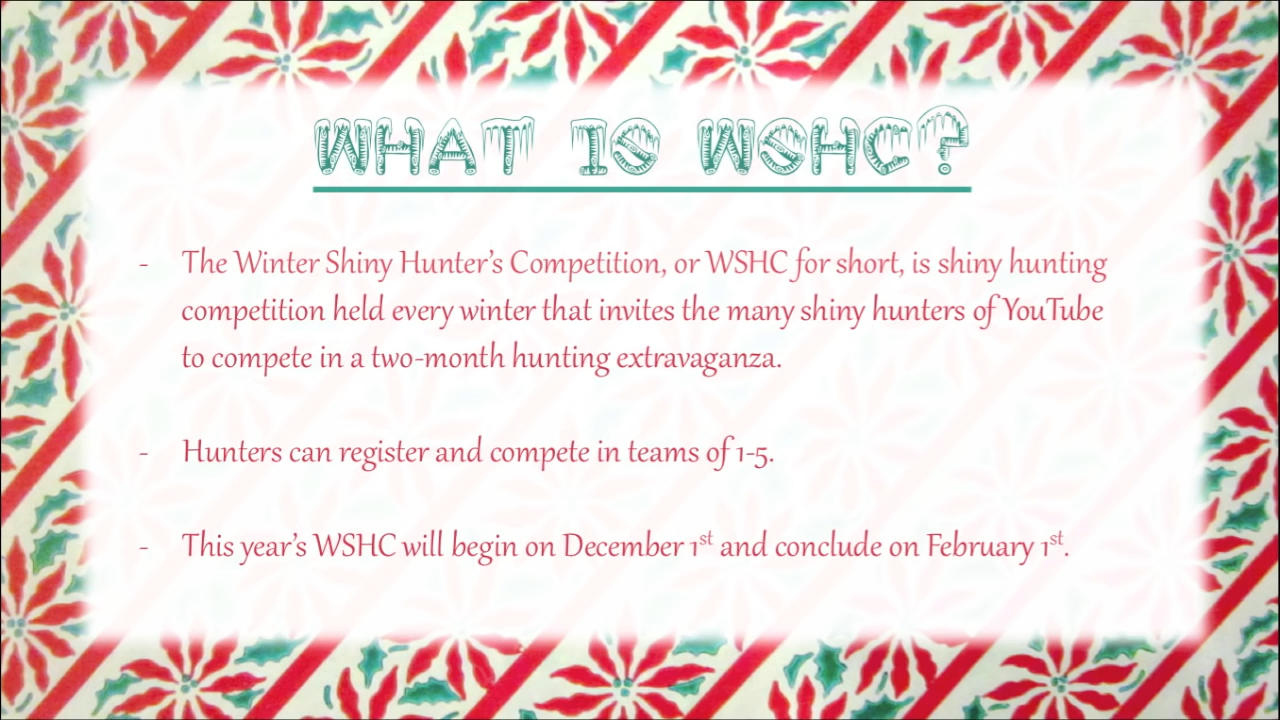 WHAT IS WSHC?
- The Winter Shiny Hunter's Competition, or WSHC for short, is shiny hunting
competition held every winter that invites the many shiny hunters of YouTube
to compete in a two-month hunting extravaganza.
- Hunters can register and compete in teams of 1-5.
- This year's WSHC will begin on December 1st and conclude on February 1st.